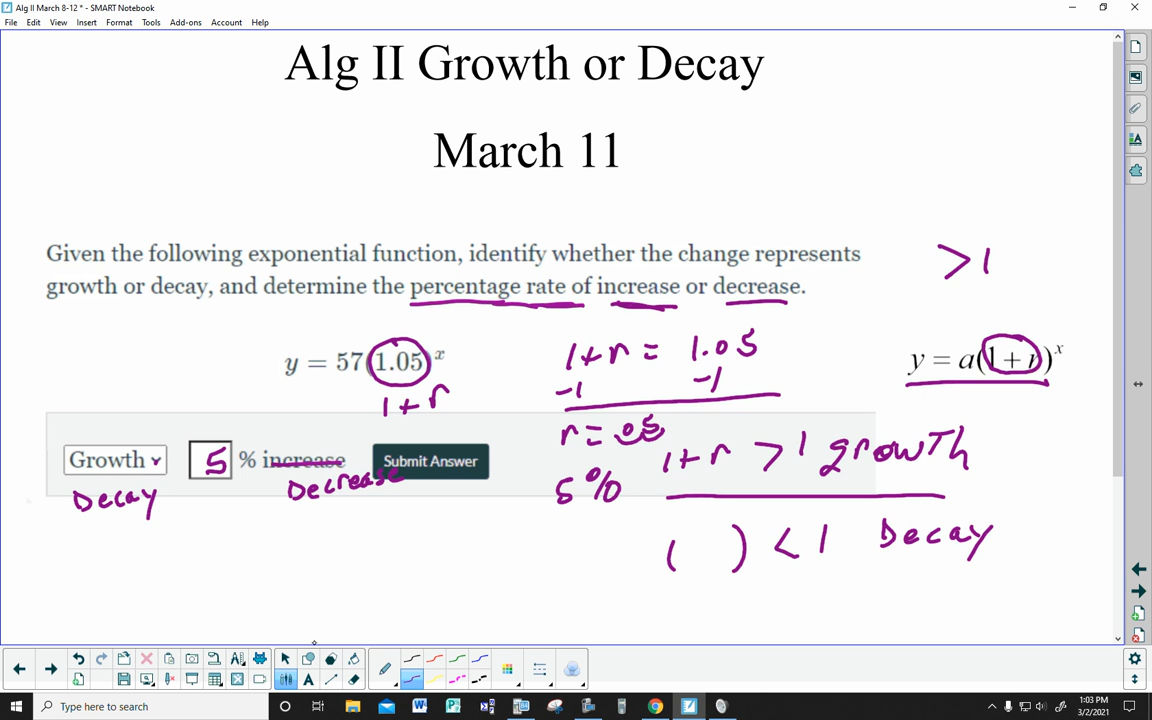 Alg II March 8-12 * - SMART Notebook
File Edit View Insert Format Tools Add-ons Account Help
Alg II Growth or Decay
March 11
Given the following exponential function, identify whether the change represents
growth or decay, and determine the percentage rate of increase or decrease.
>1
y = 57(1.05)^x
1+r
1+r = 1.05
-1 -1
r = .05
5%
y = a(1 + r)^x
Growth 5 % increase Submit Answer
Decay Decrease
1+r >1 growth
( ) < 1 Decay
Type here to search
1:03 PM
3/2/2021